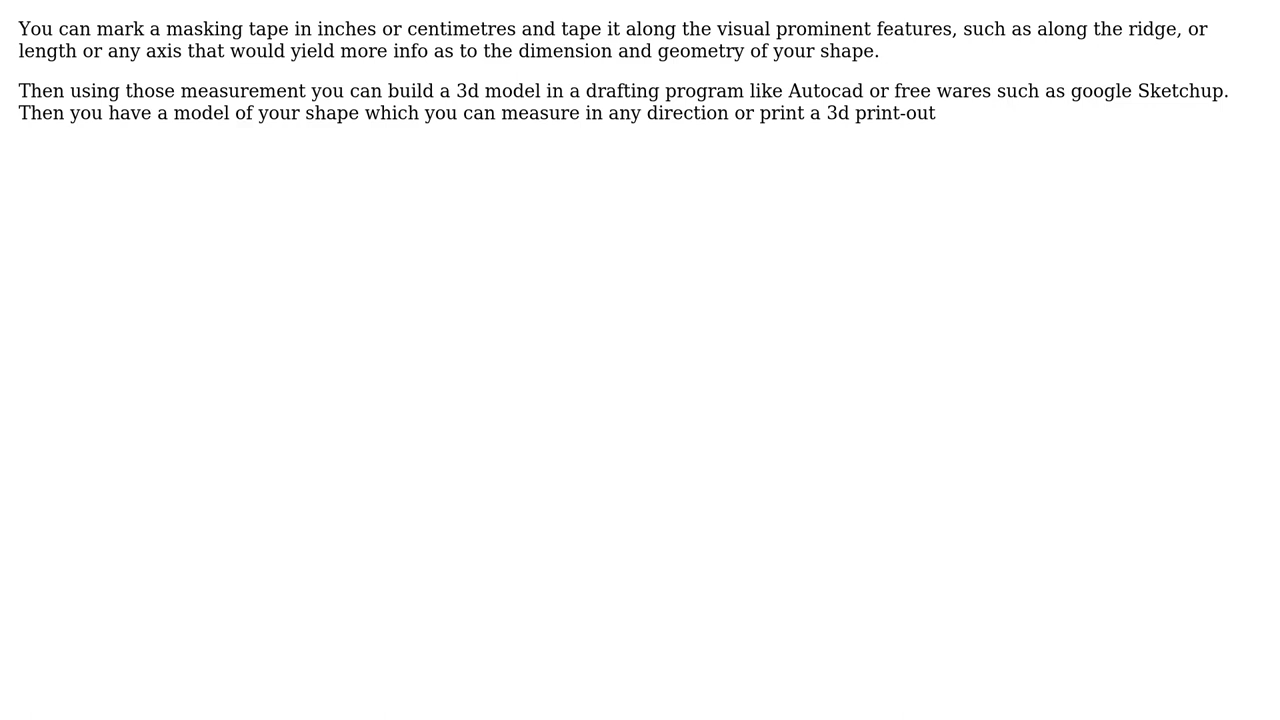 You can mark a masking tape in inches or centimetres and tape it along the visual prominent features, such as along the ridge, or
length or any axis that would yield more info as to the dimension and geometry of your shape.
Then using those measurement you can build a 3d model in a drafting program like Autocad or free wares such as google Sketchup.
Then you have a model of your shape which you can measure in any direction or print a 3d print-out